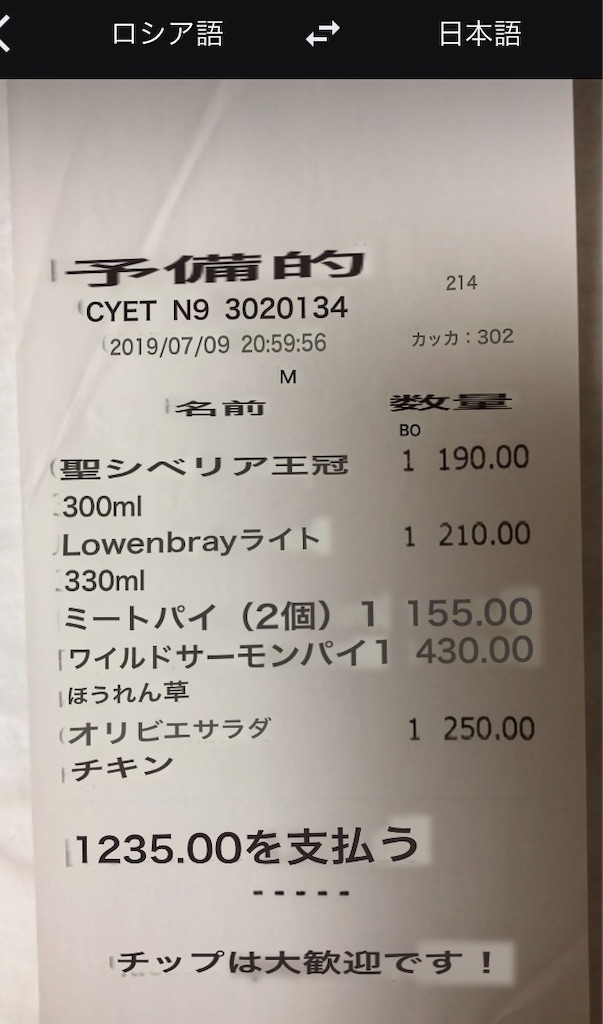 ロシア語 日本語
予備的
214
CYET N9 3020134
2019/07/09 20:59:56 カッカ：302
M
名前 数量
BO
聖シベリア王冠 1 190.00
300ml
Lowenbrayライト 1 210.00
330ml
ミートパイ（2個） 1 155.00
ワイルドサーモンパイ1 430.00
ほうれん草
オリビエサラダ 1 250.00
チキン
1235.00を支払う
-----
チップは大歓迎です！